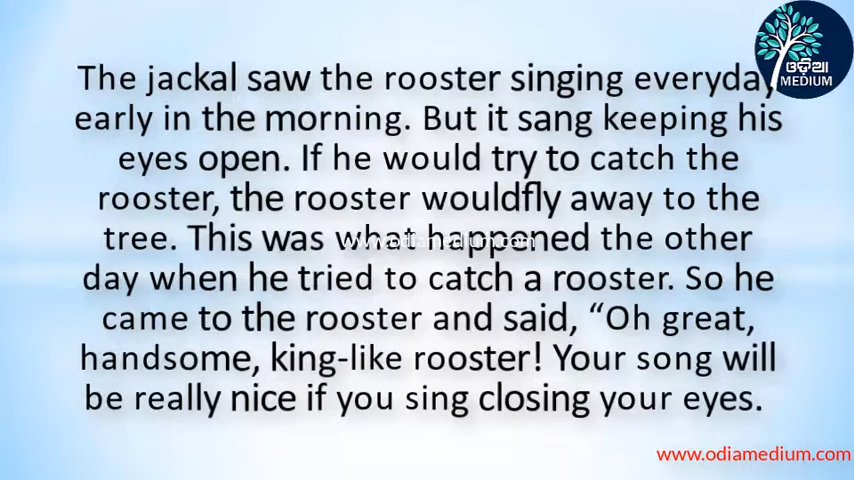 ଓଡ଼ିଆ
MEDIUM
The jackal saw the rooster singing everyday
early in the morning. But it sang keeping his
eyes open. If he would try to catch the
rooster, the rooster wouldfly away to the
tree. This was what happened the other
www.odiamedium.com
day when he tried to catch a rooster. So he
came to the rooster and said, “Oh great,
handsome, king-like rooster! Your song will
be really nice if you sing closing your eyes.
www.odiamedium.com